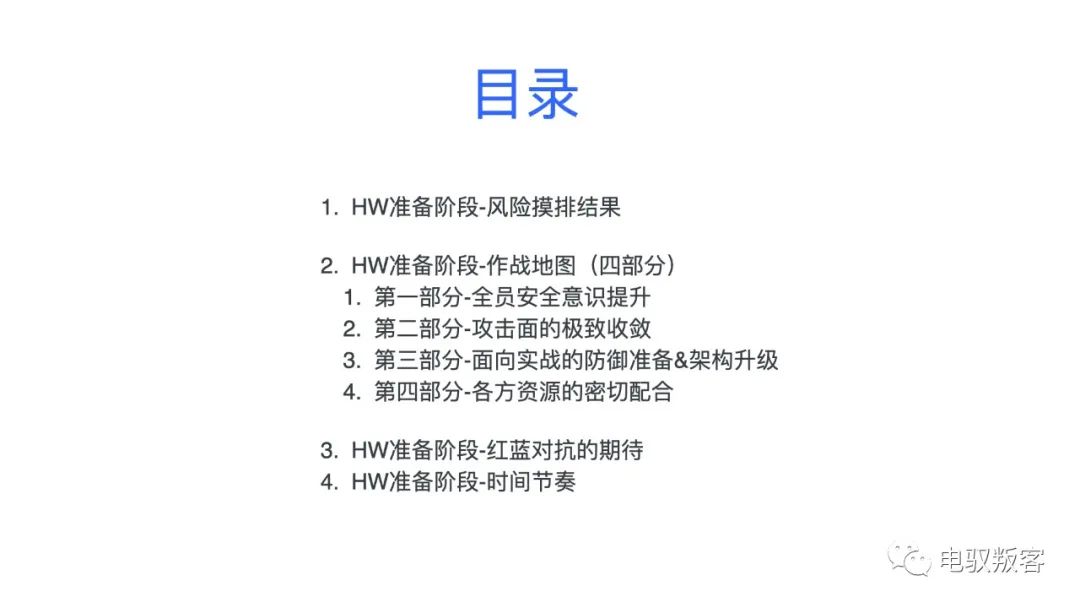 目录
1. HW准备阶段-风险摸排结果
2. HW准备阶段-作战地图（四部分）
1. 第一部分-全员安全意识提升
2. 第二部分-攻击面的极致收敛
3. 第三部分-面向实战的防御准备&架构升级
4. 第四部分-各方资源的密切配合
3. HW准备阶段-红蓝对抗的期待
4. HW准备阶段-时间节奏
电驭叛客